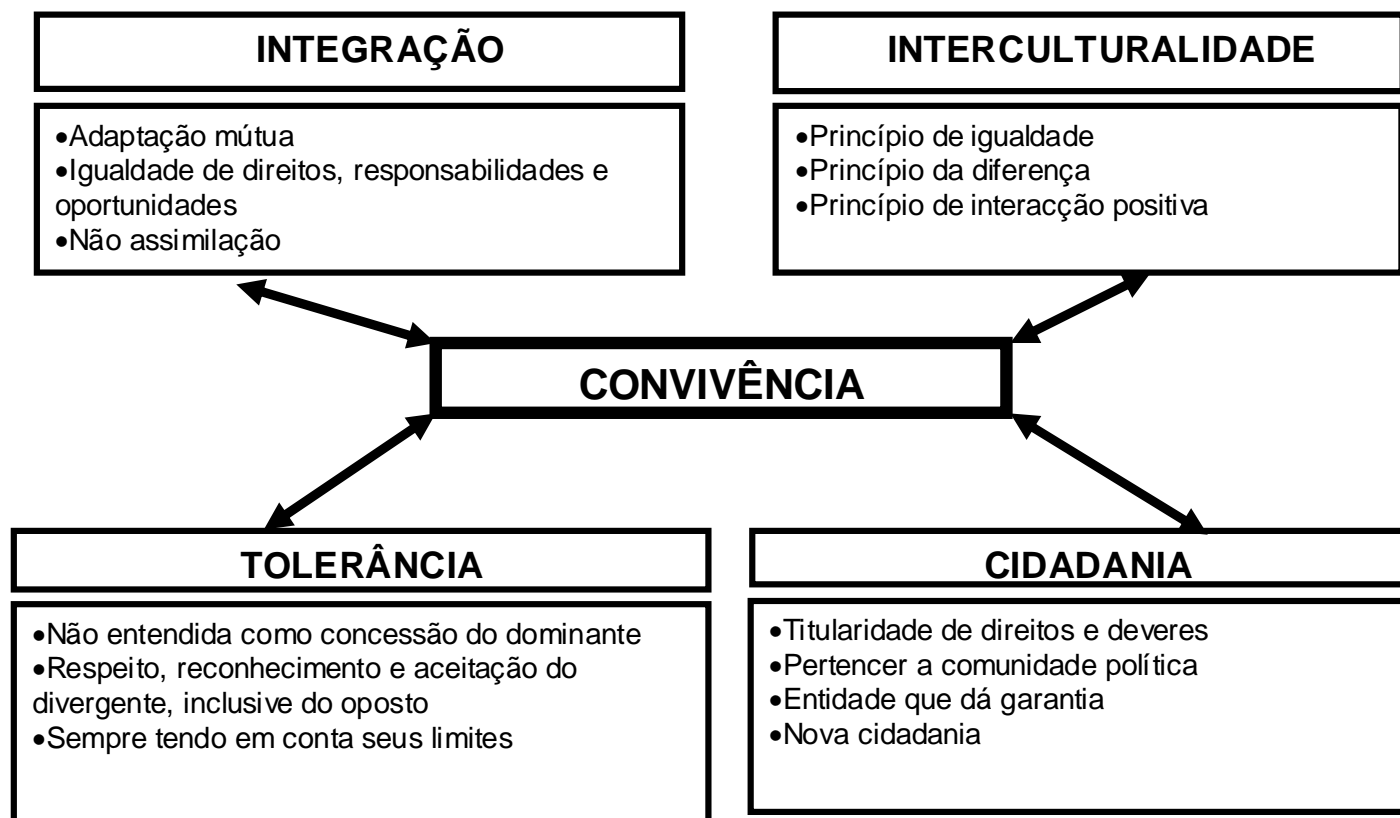 INTEGRAÇÃO
•Adaptação mútua
•Igualdade de direitos, responsabilidades e
oportunidades
•Não assimilação
INTERCULTURALIDADE
•Princípio de igualdade
•Princípio da diferença
•Princípio de interacção positiva
CONVIVÊNCIA
TOLERÂNCIA
•Não entendida como concessão do dominante
•Respeito, reconhecimento e aceitação do
divergente, inclusive do oposto
•Sempre tendo em conta seus limites
CIDADANIA
•Titularidade de direitos e deveres
•Pertencer a comunidade política
•Entidade que dá garantia
•Nova cidadania